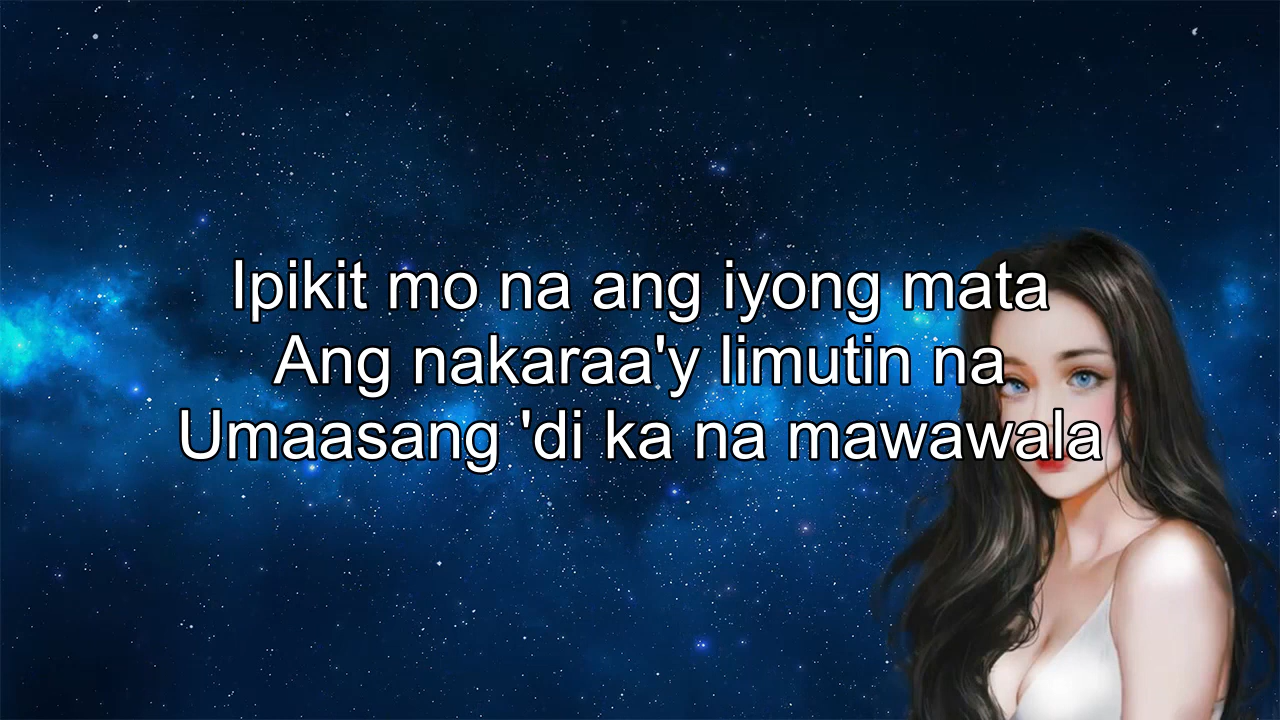 Ipikit mo na ang iyong mata
Ang nakaraa'y limutin na
Umaasang 'di ka na mawawala